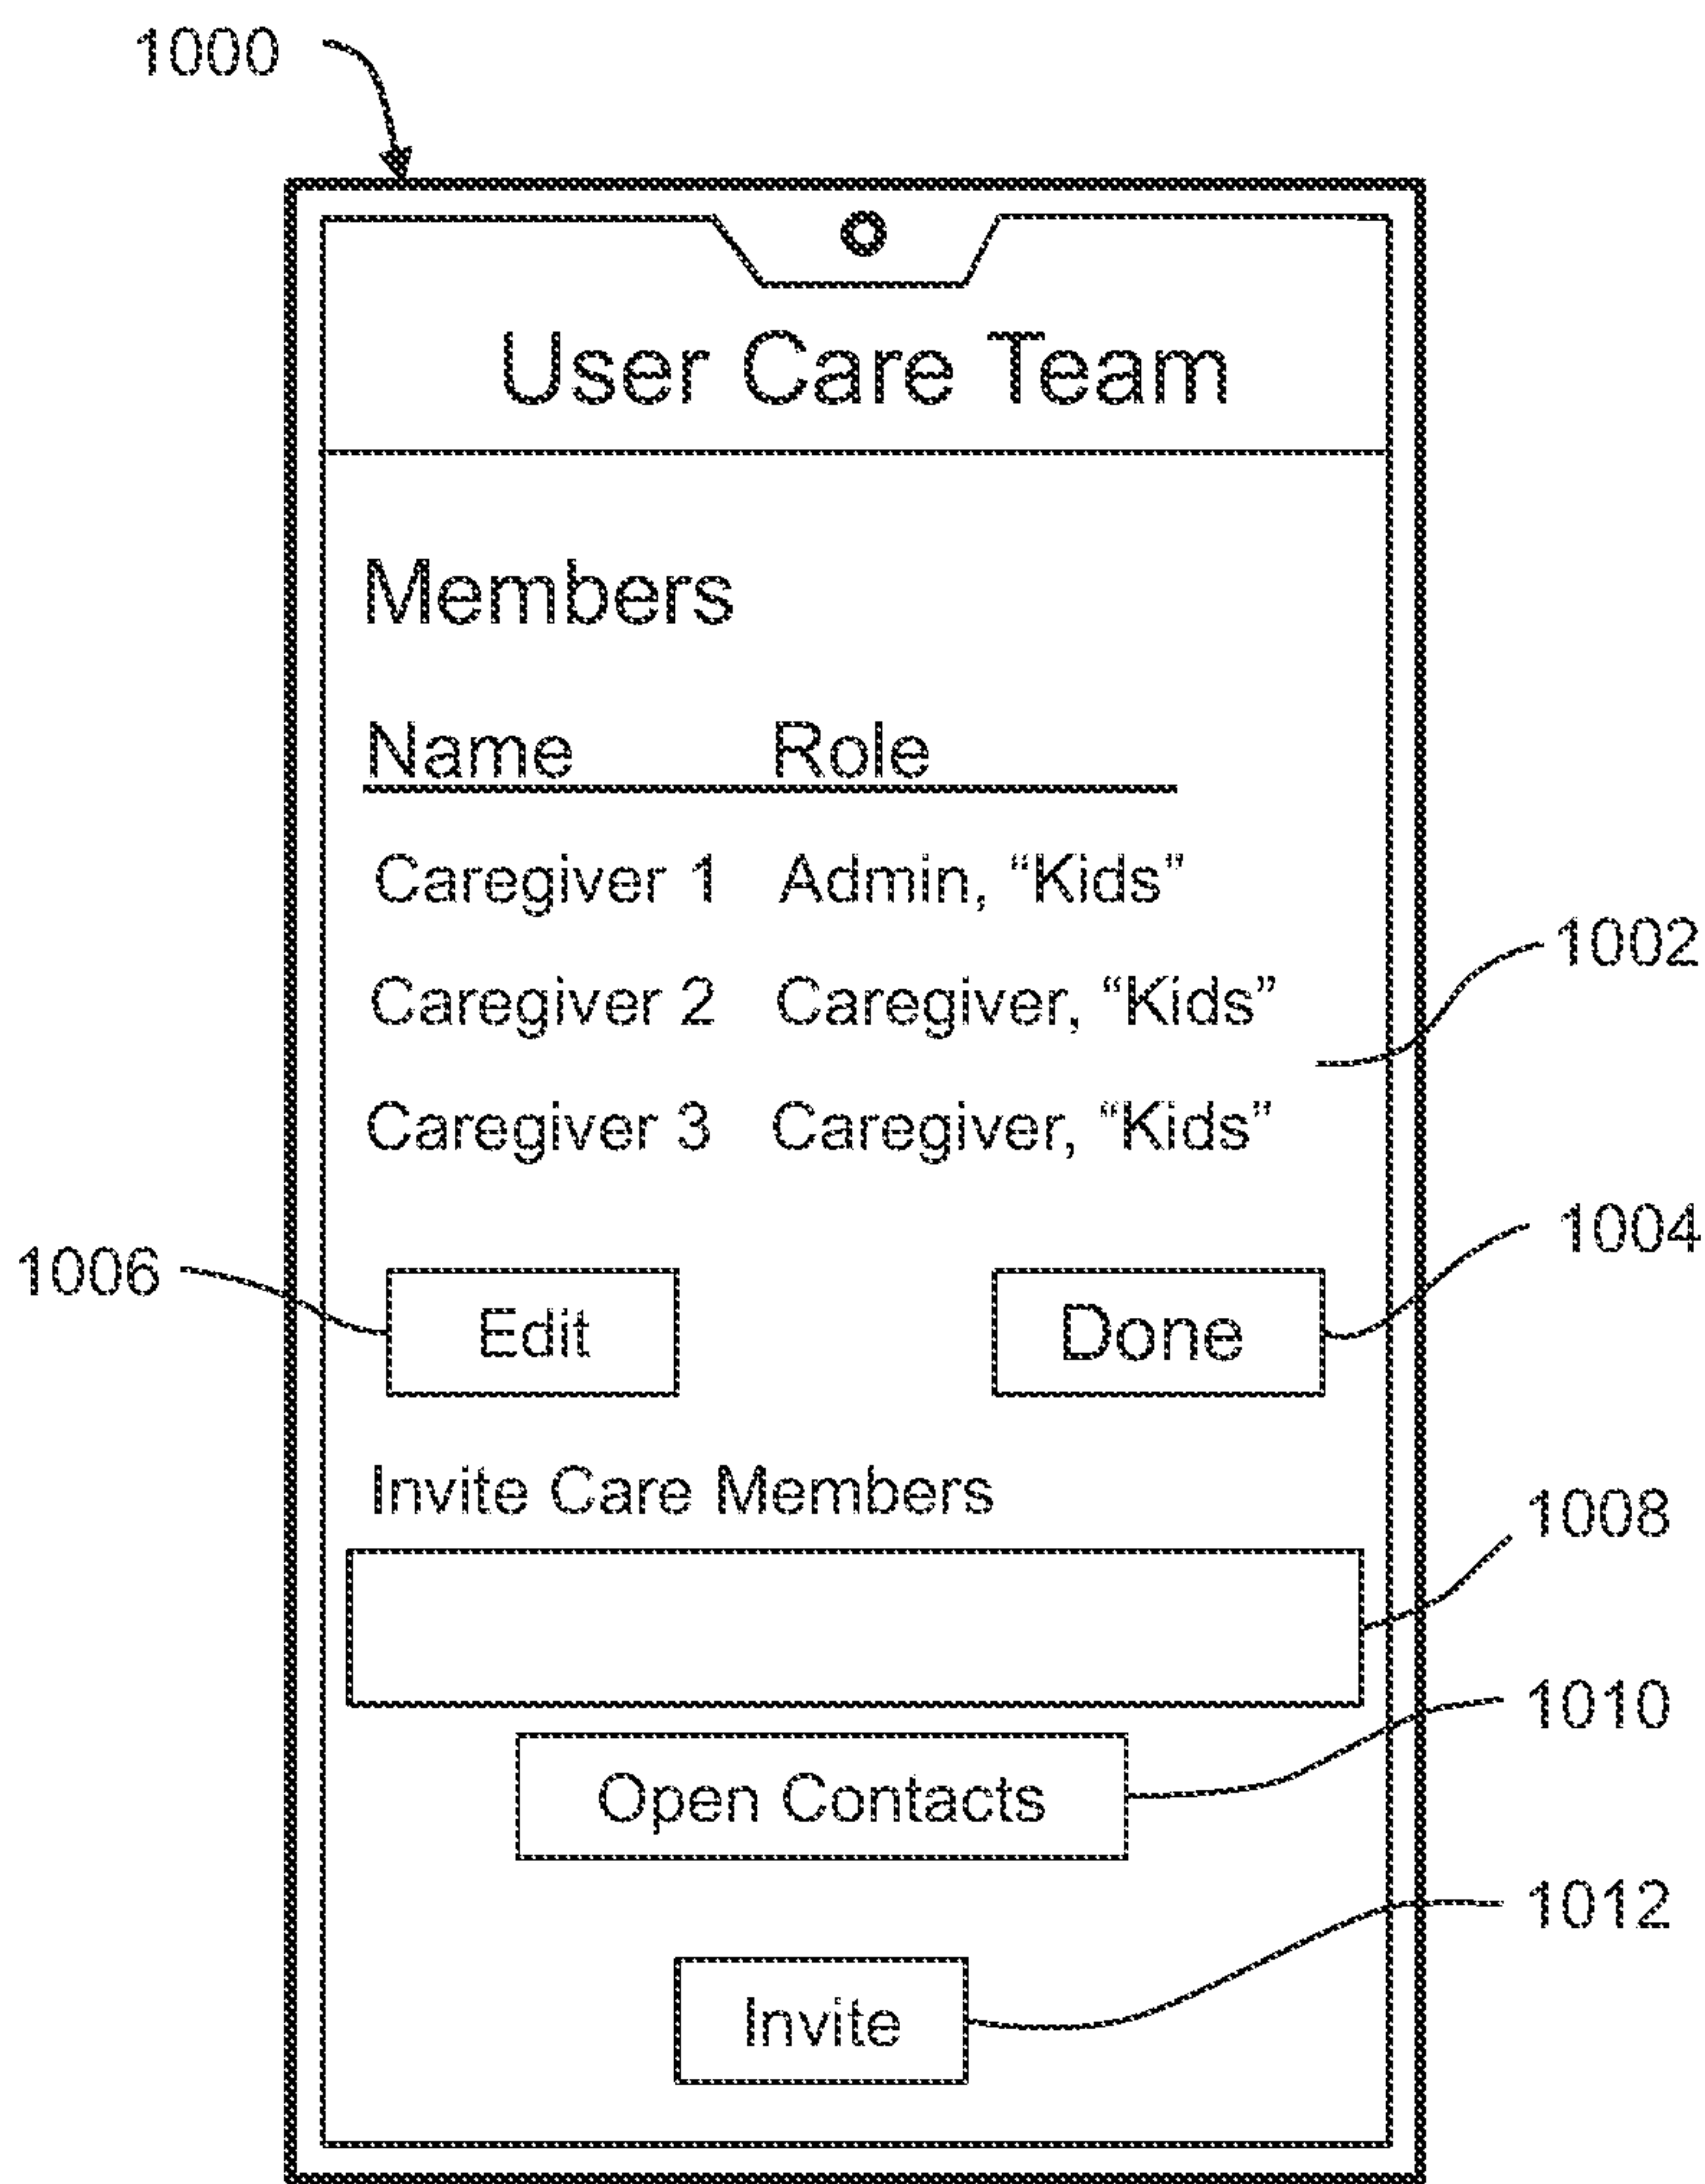 1000
User Care Team
Members
Name Role
Caregiver 1 Admin, “Kids”
1002
Caregiver 2 Caregiver, “Kids”
Caregiver 3 Caregiver, “Kids”
1004
1006
Edit Done
Invite Care Members
1008
1010
Open Contacts
1012
Invite